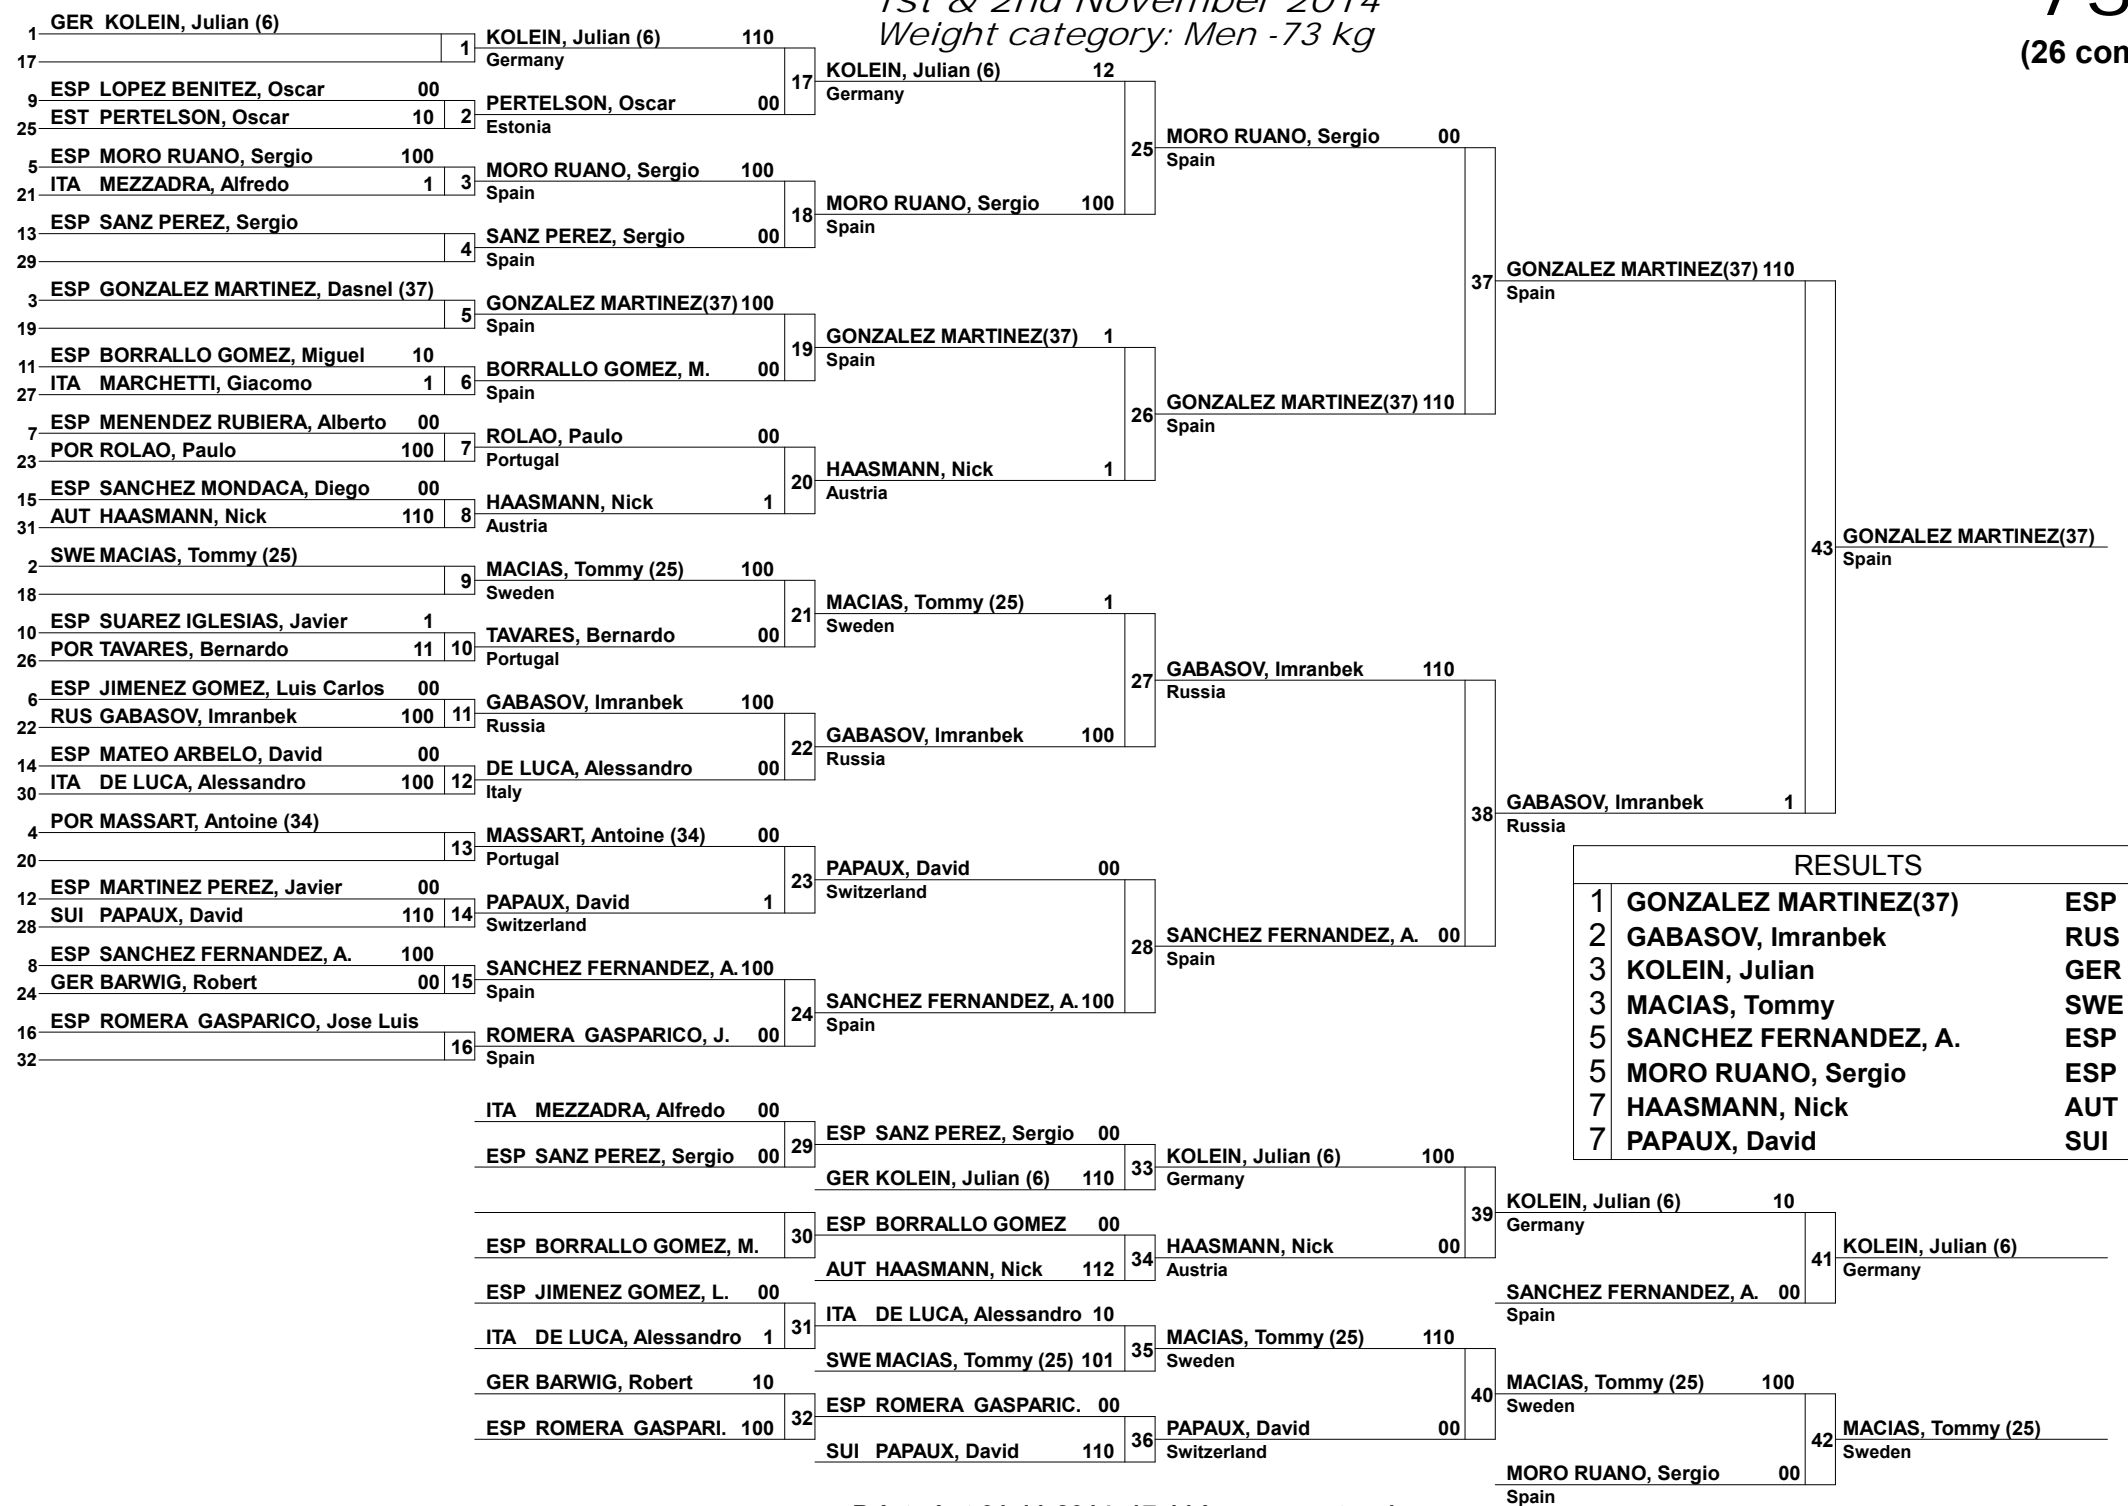 1st & 2nd November 2014
Weight category: Men -73 kg
(26 con
1 GER KOLEIN, Julian (6)
17
1
9 ESP LOPEZ BENITEZ, Oscar 00
25 EST PERTELSON, Oscar 10
2
5 ESP MORO RUANO, Sergio 100
21 ITA MEZZADRA, Alfredo 1
3
13 ESP SANZ PEREZ, Sergio
29
4
3 ESP GONZALEZ MARTINEZ, Dasnel (37)
19
5
11 ESP BORRALLO GOMEZ, Miguel 10
27 ITA MARCHETTI, Giacomo 1
6
7 ESP MENENDEZ RUBIERA, Alberto 00
23 POR ROLAO, Paulo 100
7
15 ESP SANCHEZ MONDACA, Diego 00
31 AUT HAASMANN, Nick 110
8
2 SWE MACIAS, Tommy (25)
18
9
10 ESP SUAREZ IGLESIAS, Javier 1
26 POR TAVARES, Bernardo 11
10
6 ESP JIMENEZ GOMEZ, Luis Carlos 00
22 RUS GABASOV, Imranbek 100
11
14 ESP MATEO ARBELO, David 00
30 ITA DE LUCA, Alessandro 100
12
4 POR MASSART, Antoine (34)
20
13
12 ESP MARTINEZ PEREZ, Javier 00
28 SUI PAPAUX, David 110
14
8 ESP SANCHEZ FERNANDEZ, A. 100
24 GER BARWIG, Robert 00
15
16 ESP ROMERA GASPARICO, Jose Luis
32
16
KOLEIN, Julian (6) 110
Germany
17
PERTELSON, Oscar 00
Estonia
MORO RUANO, Sergio 100
Spain
18
SANZ PEREZ, Sergio 00
Spain
GONZALEZ MARTINEZ(37) 100
Spain
19
BORRALLO GOMEZ, M. 00
Spain
ROLAO, Paulo 00
Portugal
20
HAASMANN, Nick 1
Austria
MACIAS, Tommy (25) 100
Sweden
21
TAVARES, Bernardo 00
Portugal
GABASOV, Imranbek 100
Russia
22
DE LUCA, Alessandro 00
Italy
MASSART, Antoine (34) 00
Portugal
23
PAPAUX, David 1
Switzerland
SANCHEZ FERNANDEZ, A. 100
Spain
24
ROMERA GASPARICO, J. 00
Spain
KOLEIN, Julian (6) 12
Germany
25
MORO RUANO, Sergio 100
Spain
GONZALEZ MARTINEZ(37) 1
Spain
26
HAASMANN, Nick 1
Austria
MACIAS, Tommy (25) 1
Sweden
27
GABASOV, Imranbek 100
Russia
PAPAUX, David 00
Switzerland
28
SANCHEZ FERNANDEZ, A. 100
Spain
MORO RUANO, Sergio 00
Spain
37
GONZALEZ MARTINEZ(37) 110
Spain
GABASOV, Imranbek 110
Russia
38
SANCHEZ FERNANDEZ, A. 00
Spain
GONZALEZ MARTINEZ(37) 110
Spain
43
GABASOV, Imranbek 1
Russia
GONZALEZ MARTINEZ(37)
Spain
RESULTS
1 GONZALEZ MARTINEZ(37) ESP
2 GABASOV, Imranbek RUS
3 KOLEIN, Julian GER
3 MACIAS, Tommy SWE
5 SANCHEZ FERNANDEZ, A. ESP
5 MORO RUANO, Sergio ESP
7 HAASMANN, Nick AUT
7 PAPAUX, David SUI
ITA MEZZADRA, Alfredo 00
29
ESP SANZ PEREZ, Sergio 00
30
ESP BORRALLO GOMEZ, M.
ESP JIMENEZ GOMEZ, L. 00
31
ITA DE LUCA, Alessandro 1
GER BARWIG, Robert 10
32
ESP ROMERA GASPARI. 100
ESP SANZ PEREZ, Sergio 00
33
GER KOLEIN, Julian (6) 110
ESP BORRALLO GOMEZ 00
34
AUT HAASMANN, Nick 112
ITA DE LUCA, Alessandro 10
35
SWE MACIAS, Tommy (25) 101
ESP ROMERA GASPARIC. 00
36
SUI PAPAUX, David 110
KOLEIN, Julian (6) 100
Germany
39
HAASMANN, Nick 00
Austria
MACIAS, Tommy (25) 110
Sweden
40
PAPAUX, David 00
Switzerland
KOLEIN, Julian (6) 10
Germany
41
SANCHEZ FERNANDEZ, A. 00
Spain
MACIAS, Tommy (25) 100
Sweden
42
MORO RUANO, Sergio 00
Spain
KOLEIN, Julian (6)
Germany
MACIAS, Tommy (25)
Sweden